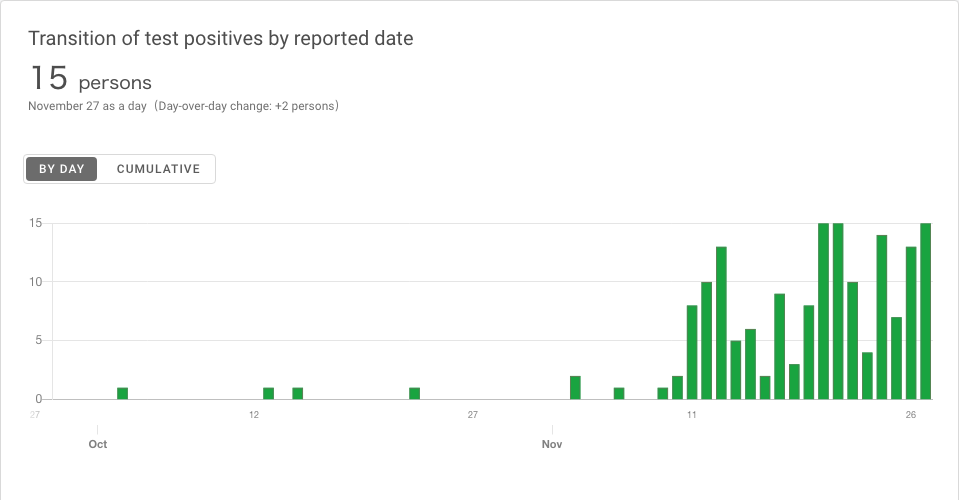 Transition of test positives by reported date
15 persons
November 27 as a day (Day-over-day change: +2 persons)
BY DAY CUMULATIVE
15
10
5
0
27 12 27 11 26
Oct Nov